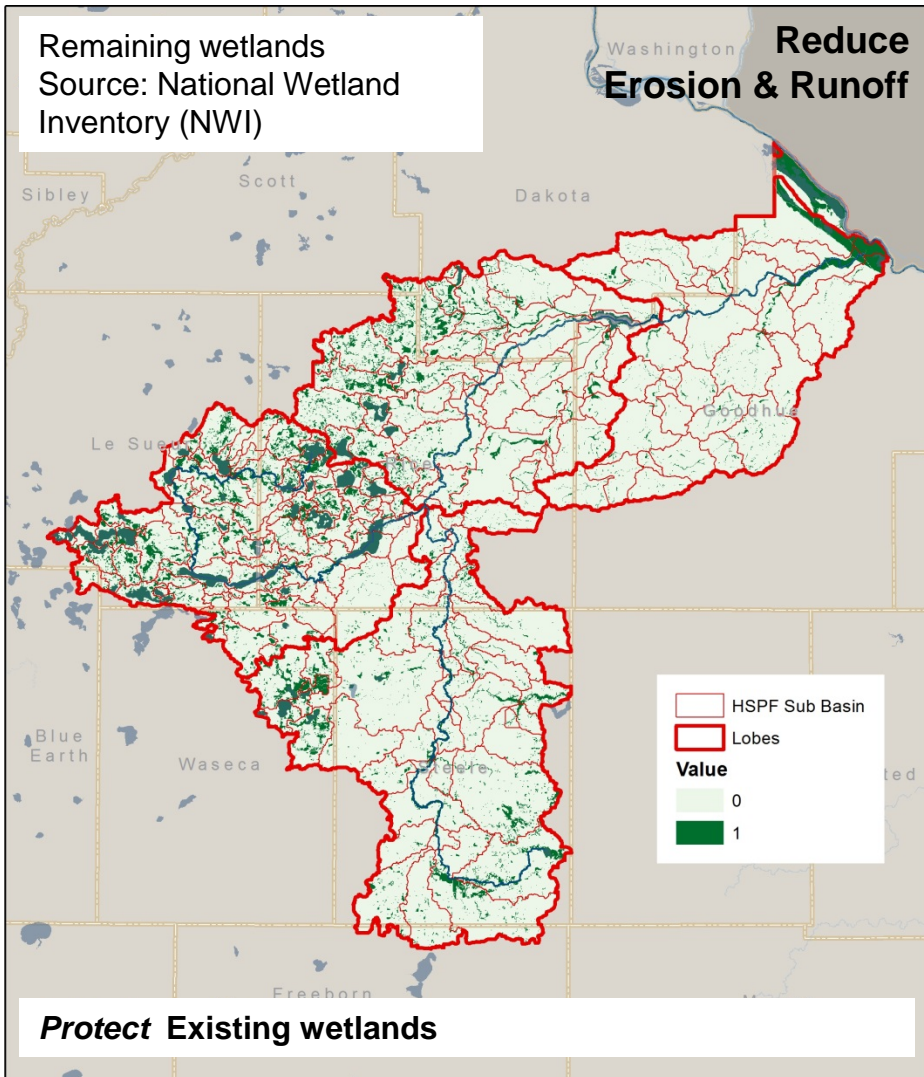 Remaining wetlands
Source: National Wetland
Inventory (NWI)
Reduce
Erosion & Runoff
Washington
Scott
Sibley
Dakota
Goodhue
Le Sueur
Rice
HSPF Sub Basin
Lobes
Value
0
1
Blue
Earth
Waseca
Steele
Freeborn
Protect Existing wetlands